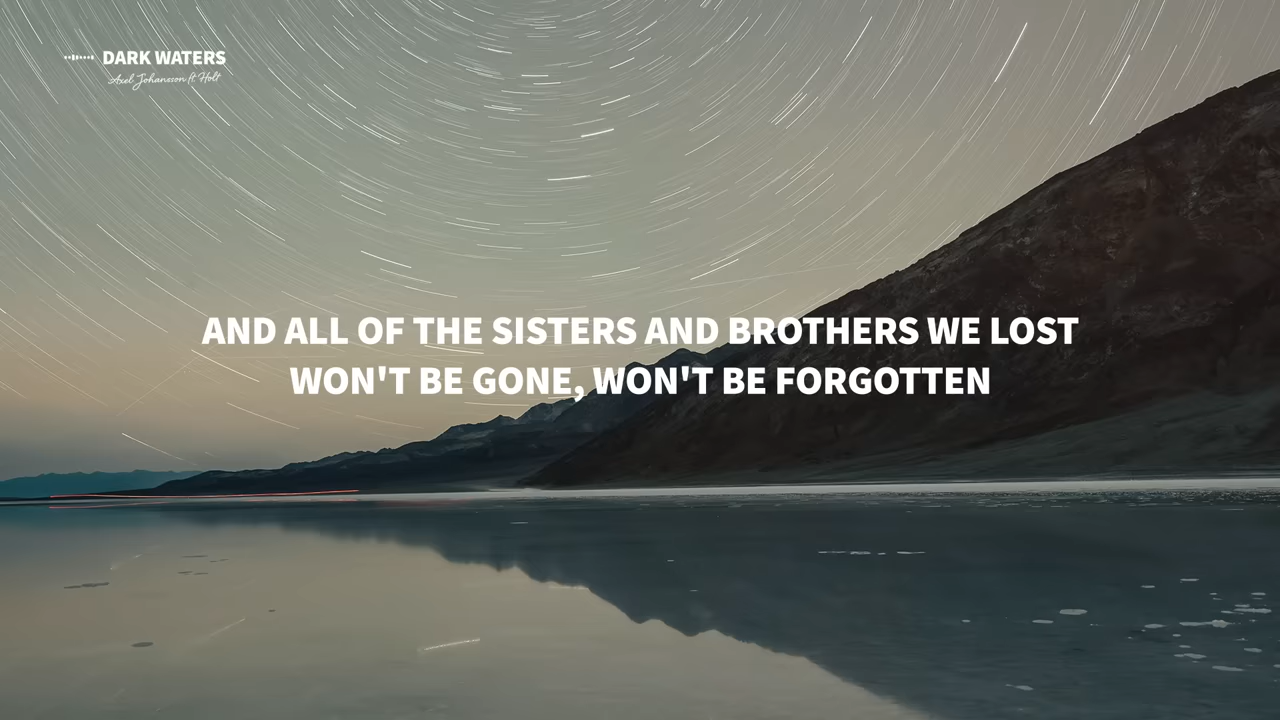 DARK WATERS
Axel Johansson ft. Holt
AND ALL OF THE SISTERS AND BROTHERS WE LOST
WON'T BE GONE, WON'T BE FORGOTTEN